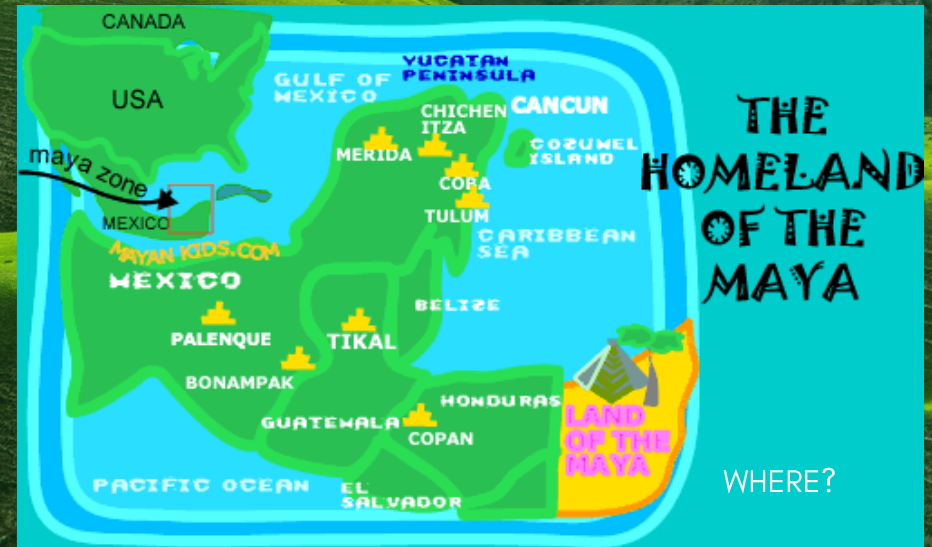 CANADA
USA
maya zone
MEXICO
MAYAN KIDS.COM
GULF OF
MEXICO
YUCATAN
PENINSULA
CHICHEN
ITZA
CANCUN
MERIDA
COZUMEL
ISLAND
COBA
TULUM
CARIBBEAN
SEA
MEXICO
BELIZE
PALENQUE
TIKAL
BONAMPAK
HONDURAS
GUATEMALA
COPAN
LAND
OF THE
MAYA
PACIFIC OCEAN
EL
SALVADOR
THE
HOMELAND
OF THE
MAYA
WHERE?